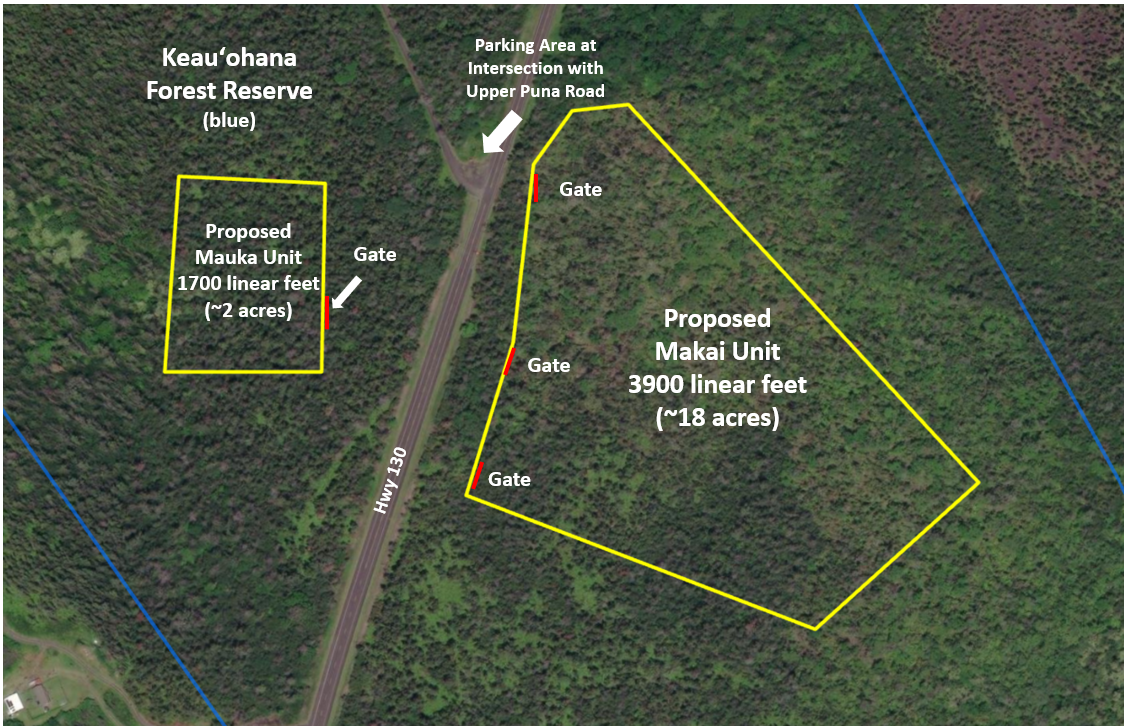 Keauʻohana
Forest Reserve
(blue)
Parking Area at
Intersection with
Upper Puna Road
Gate
Proposed
Mauka Unit
1700 linear feet
(~2 acres)
Gate
Proposed
Makai Unit
3900 linear feet
(~18 acres)
Gate
Gate
Hwy 130